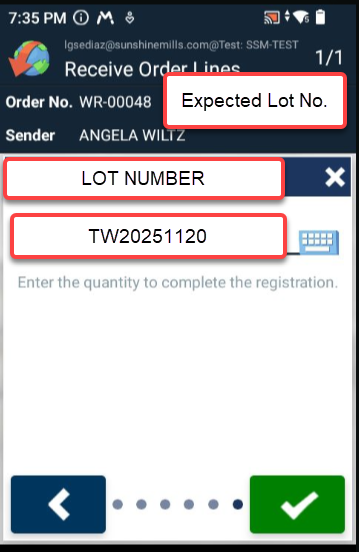 7:35 PM
lgsediaz@sunshinemills.com@Test: SSM-TEST
Receive Order Lines 1/1
Order No. WR-00048
Expected Lot No.
Sender ANGELA WILTZ
LOT NUMBER
TW20251120
Enter the quantity to complete the registration.